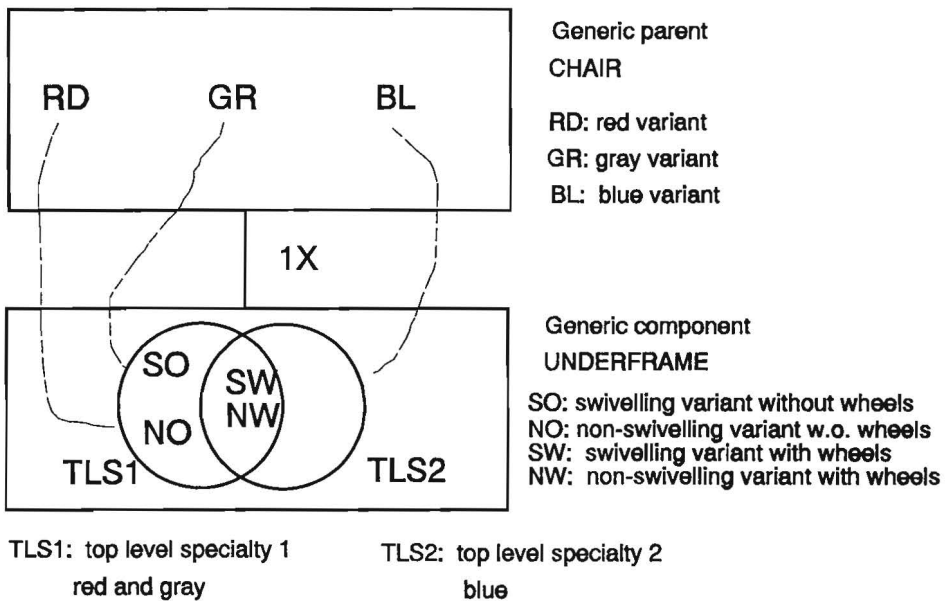 Generic parent
CHAIR
RD GR BL
RD: red variant
GR: gray variant
BL: blue variant
1X
Generic component
UNDERFRAME
SO
SW
NW
NO
TLS1
TLS2
SO: swivelling variant without wheels
NO: non-swivelling variant w.o. wheels
SW: swivelling variant with wheels
NW: non-swivelling variant with wheels
TLS1: top level specialty 1
red and gray
TLS2: top level specialty 2
blue